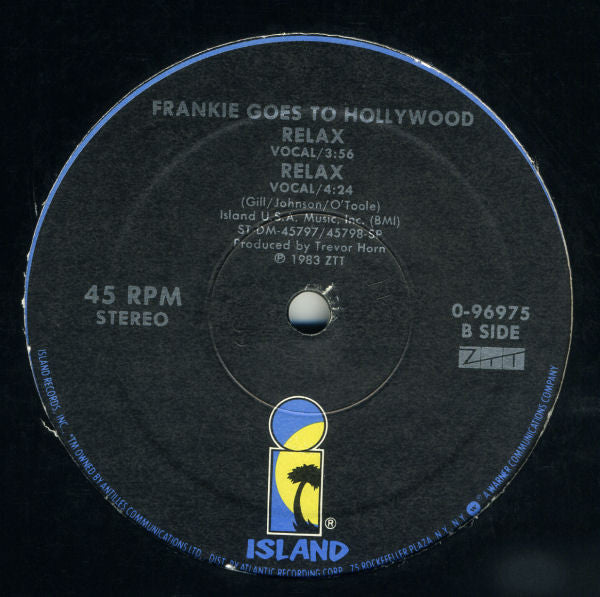 FRANKIE GOES TO HOLLYWOOD
RELAX
VOCAL/3:56
RELAX
VOCAL/4:24
(Gill/Johnson/O'Toole)
Island U.S.A. Music, Inc. (BMI)
ST-DM-45797/45798-SP
Produced by Trevor Horn
℗ 1983 ZTT
45 RPM
STEREO
0-96975
B SIDE
ZTT
i
®
ISLAND
ISLAND RECORDS, INC. *TM OWNED BY ANTILLES COMMUNICATIONS LTD. DIST. BY ATLANTIC RECORDING CORP. 75 ROCKEFELLER PLAZA, N.Y., N.Y. A WARNER COMMUNICATIONS COMPANY